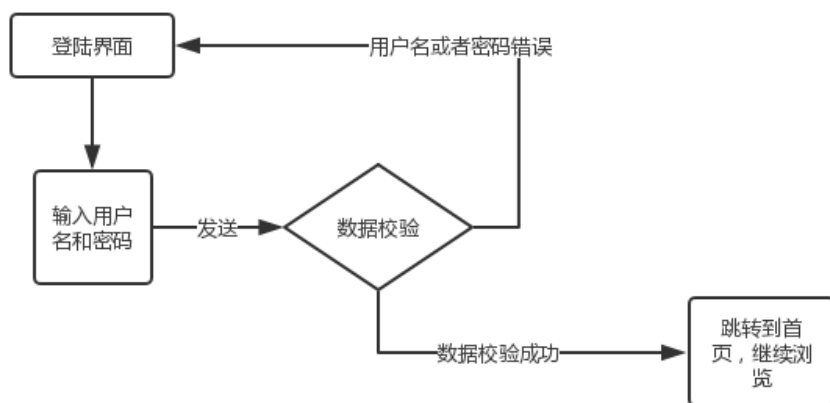 登陆界面
用户名或者密码错误
输入用户
名和密码
发送
数据校验
数据校验成功
跳转到首
页，继续浏
览